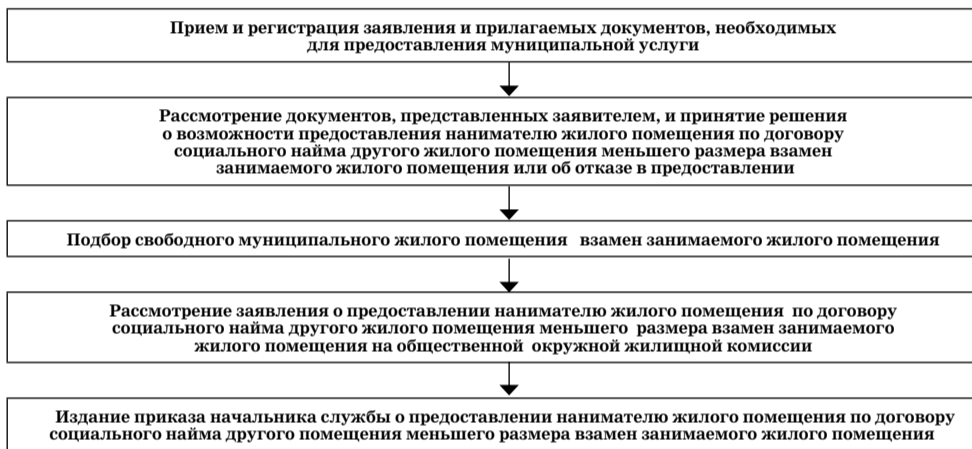 Прием и регистрация заявления и прилагаемых документов, необходимых
для предоставления муниципальной услуги
Рассмотрение документов, представленных заявителем, и принятие решения
о возможности предоставления нанимателю жилого помещения по договору
социального найма другого жилого помещения меньшего размера взамен
занимаемого жилого помещения или об отказе в предоставлении
Подбор свободного муниципального жилого помещения взамен занимаемого жилого помещения
Рассмотрение заявления о предоставлении нанимателю жилого помещения по договору
социального найма другого жилого помещения меньшего размера взамен занимаемого
жилого помещения на общественной окружной жилищной комиссии
Издание приказа начальника службы о предоставлении нанимателю жилого помещения по договору
социального найма другого помещения меньшего размера взамен занимаемого жилого помещения